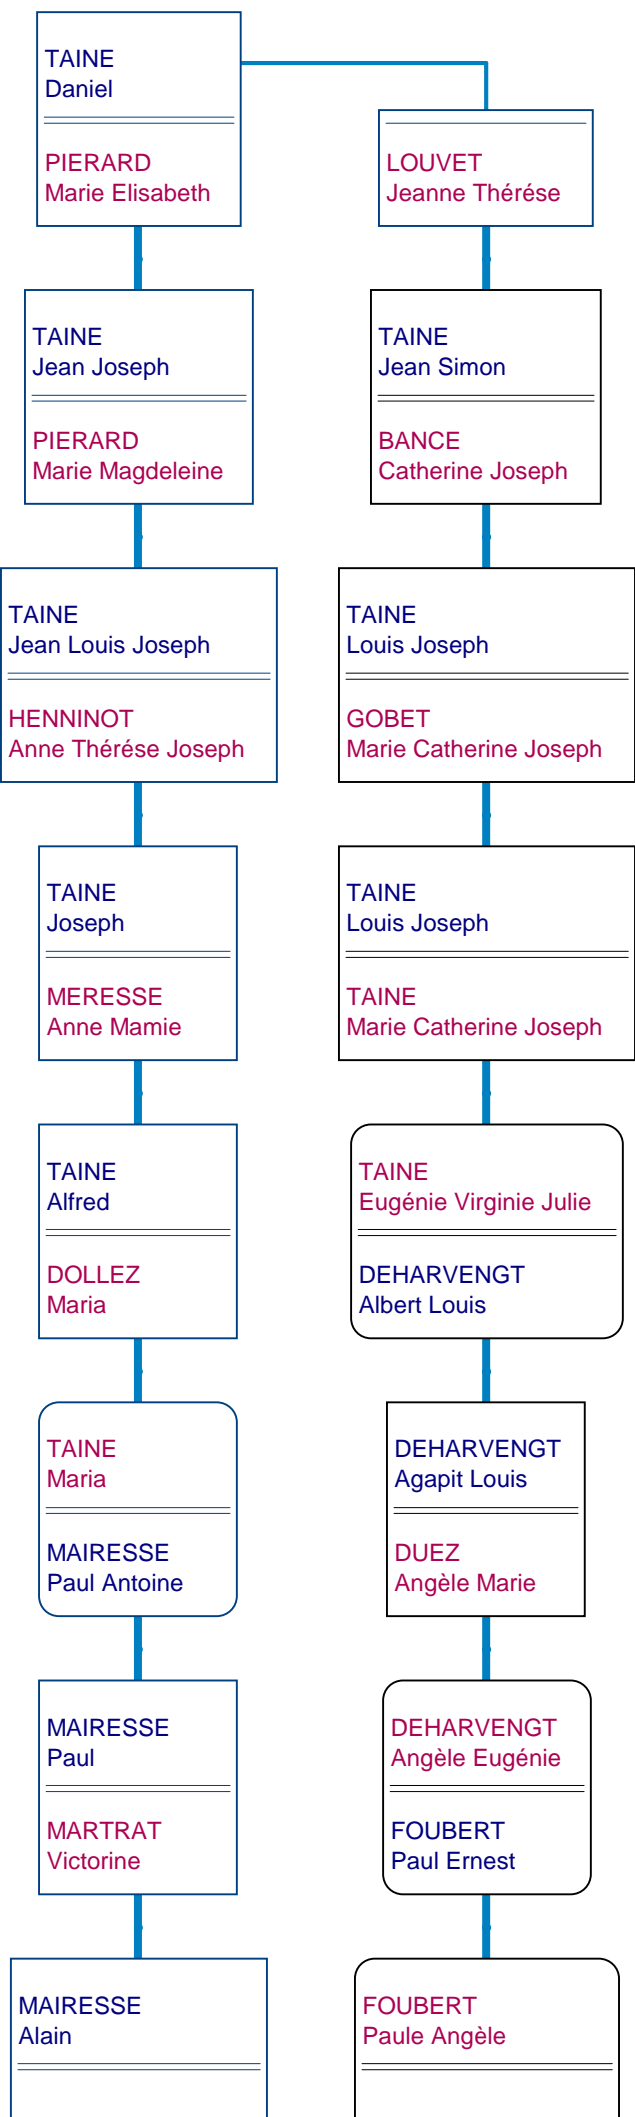 TAINE
Daniel
PIERARD
Marie Elisabeth
LOUVET
Jeanne Thérése
TAINE
Jean Joseph
PIERARD
Marie Magdeleine
TAINE
Jean Simon
BANCE
Catherine Joseph
TAINE
Jean Louis Joseph
HENNINOT
Anne Thérése Joseph
TAINE
Louis Joseph
GOBET
Marie Catherine Joseph
TAINE
Joseph
MERESSE
Anne Mamie
TAINE
Louis Joseph
TAINE
Marie Catherine Joseph
TAINE
Alfred
DOLLEZ
Maria
TAINE
Eugénie Virginie Julie
DEHARVENGT
Albert Louis
TAINE
Maria
MAIRESSE
Paul Antoine
DEHARVENGT
Agapit Louis
DUEZ
Angèle Marie
MAIRESSE
Paul
MARTRAT
Victorine
DEHARVENGT
Angèle Eugénie
FOUBERT
Paul Ernest
MAIRESSE
Alain
FOUBERT
Paule Angèle